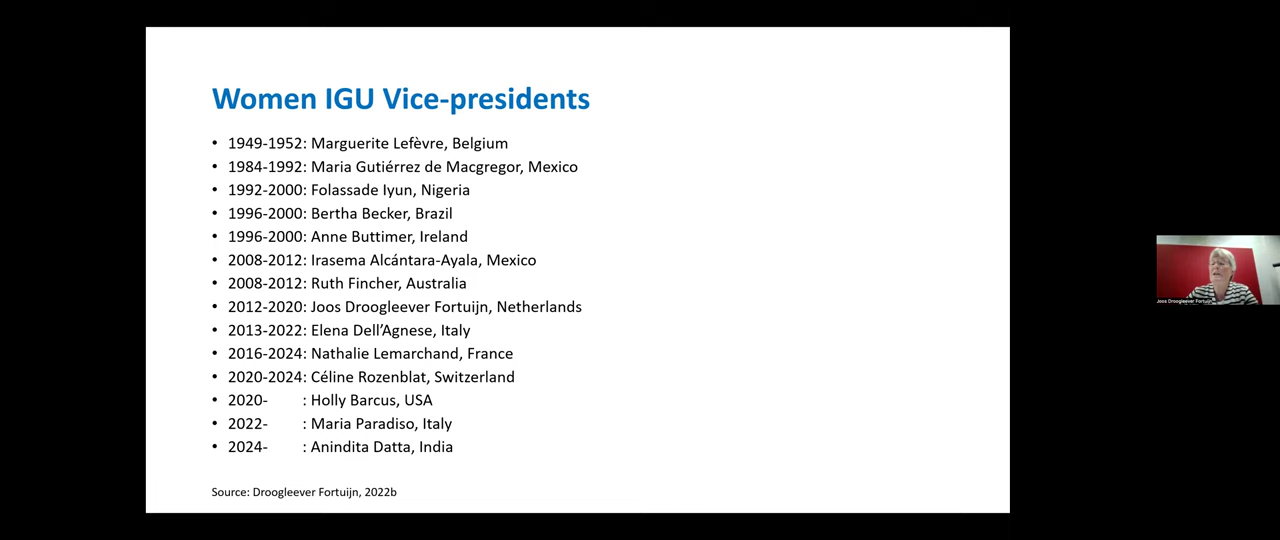 Women IGU Vice-presidents
• 1949-1952: Marguerite Lefèvre, Belgium
• 1984-1992: Maria Gutiérrez de Macgregor, Mexico
• 1992-2000: Folassade Iyun, Nigeria
• 1996-2000: Bertha Becker, Brazil
• 1996-2000: Anne Buttimer, Ireland
• 2008-2012: Irasema Alcántara-Ayala, Mexico
• 2008-2012: Ruth Fincher, Australia
• 2012-2020: Joos Droogleever Fortuijn, Netherlands
• 2013-2022: Elena Dell’Agnese, Italy
• 2016-2024: Nathalie Lemarchand, France
• 2020-2024: Céline Rozenblat, Switzerland
• 2020- : Holly Barcus, USA
• 2022- : Maria Paradiso, Italy
• 2024- : Anindita Datta, India
Source: Droogleever Fortuijn, 2022b
Joos Droogleever Fortuijn